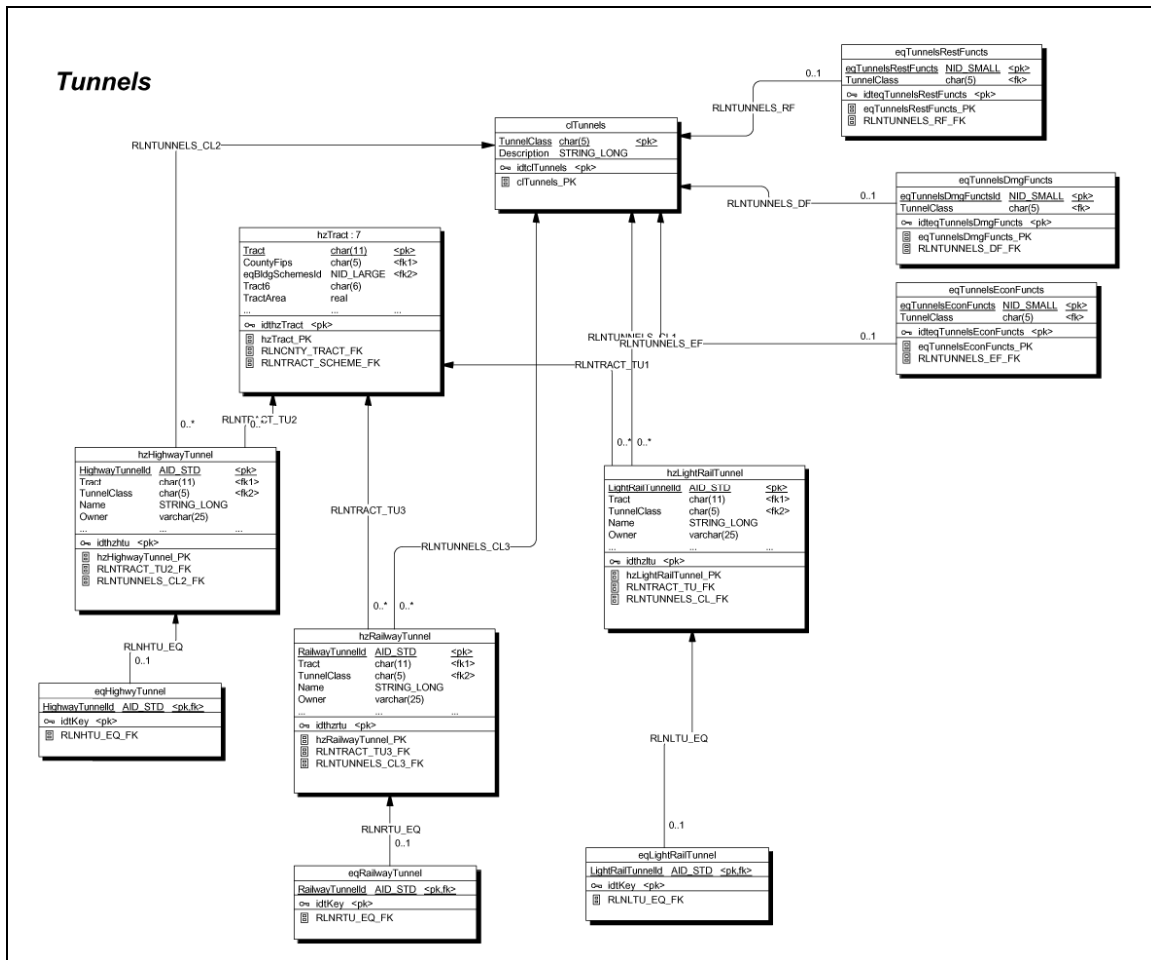 Tunnels
eqTunnelsRestFuncts
eqTunnelsRestFuncts NID_SMALL <pk>
TunnelClass char(5) <fk>
idteqTunnelsRestFuncts <pk>
eqTunnelsRestFuncts_PK
RLNTUNNELS_RF_FK
0..1
RLNTUNNELS_RF
clTunnels
TunnelClass char(5) <pk>
Description STRING_LONG
idtclTunnels <pk>
clTunnels_PK
RLNTUNNELS_CL2
eqTunnelsDmgFuncts
eqTunnelsDmgFunctsId NID_SMALL <pk>
TunnelClass char(5) <fk>
idteqTunnelsDmgFuncts <pk>
eqTunnelsDmgFuncts_PK
RLNTUNNELS_DF_FK
0..1
RLNTUNNELS_DF
hzTract : 7
Tract char(11) <pk>
CountyFips char(5) <fk1>
eqBldgSchemesId NID_LARGE <fk2>
Tract6 char(6)
TractArea real
... ... ...
idthzTract <pk>
hzTract_PK
RLNCNTY_TRACT_FK
RLNTRACT_SCHEME_FK
eqTunnelsEconFuncts
eqTunnelsEconFuncts NID_SMALL <pk>
TunnelClass char(5) <fk>
idteqTunnelsEconFuncts <pk>
eqTunnelsEconFuncts_PK
RLNTUNNELS_EF_FK
0..1
RLNTUNNELS_CL1
RLNTUNNELS_EF
RLNTRACT_TU1
0..*
RLNTRACT_TU2
0..*
hzHighwayTunnel
HighwayTunnelId AID_STD <pk>
Tract char(11) <fk1>
TunnelClass char(5) <fk2>
Name STRING_LONG
Owner varchar(25)
... ... ...
idthzhtu <pk>
hzHighwayTunnel_PK
RLNTRACT_TU2_FK
RLNTUNNELS_CL2_FK
0..* 0..*
hzLightRailTunnel
LightRailTunnelId AID_STD <pk>
Tract char(11) <fk1>
TunnelClass char(5) <fk2>
Name STRING_LONG
Owner varchar(25)
... ... ...
idthzltu <pk>
hzLightRailTunnel_PK
RLNTRACT_TU_FK
RLNTUNNELS_CL_FK
RLNTRACT_TU3
RLNTUNNELS_CL3
0..* 0..*
hzRailwayTunnel
RailwayTunnelId AID_STD <pk>
Tract char(11) <fk1>
TunnelClass char(5) <fk2>
Name STRING_LONG
Owner varchar(25)
... ... ...
idthzrtu <pk>
hzRailwayTunnel_PK
RLNTRACT_TU3_FK
RLNTUNNELS_CL3_FK
RLNHTU_EQ
0..1
eqHighwyTunnel
HighwayTunnelId AID_STD <pk,fk>
idtKey <pk>
RLNHTU_EQ_FK
RLNLTU_EQ
0..1
RLNRTU_EQ
0..1
eqLightRailTunnel
LightRailTunnelId AID_STD <pk,fk>
idtKey <pk>
RLNLTU_EQ_FK
eqRailwayTunnel
RailwayTunnelId AID_STD <pk,fk>
idtKey <pk>
RLNRTU_EQ_FK